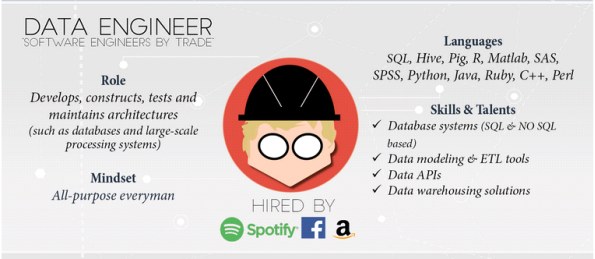 DATA ENGINEER
"SOFTWARE ENGINEERS BY TRADE"
Role
Develops, constructs, tests and
maintains architectures
(such as databases and large-scale
processing systems)
Mindset
All-purpose everyman
HIRED BY
Spotify
f
a
Languages
SQL, Hive, Pig, R, Matlab, SAS,
SPSS, Python, Java, Ruby, C++, Perl
Skills & Talents
✓ Database systems (SQL & NO SQL
based)
✓ Data modeling & ETL tools
✓ Data APIs
✓ Data warehousing solutions